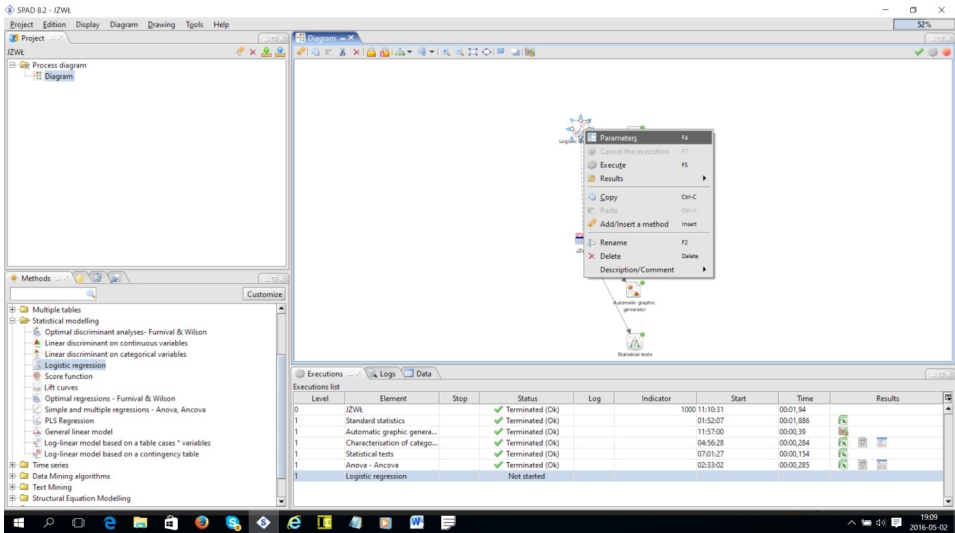 SPAD 8.2 - JŻWŁ
Project Edition Display Diagram Drawing Tools Help
52%
Project
JŻWŁ
Process diagram
Diagram
Diagram
Parameters F4
Cancel the execution F7
Execute F5
Results
Copy Ctrl-C
Paste Ctrl-V
Add/Insert a method Insert
Rename F2
Delete Delete
Description/Comment
Automatic graphic
generator
Statistical tests
Methods
Customize
Multiple tables
Statistical modelling
Optimal discriminant analyses- Furnival & Wilson
Linear discriminant on continuous variables
Linear discriminant on categorical variables
Logistic regression
Score function
Lift curves
Optimal regressions - Furnival & Wilson
Simple and multiple regressions - Anova, Ancova
PLS Regression
General linear model
Log-linear model based on a table cases * variables
Log-linear model based on a contingency table
Time series
Data Mining algorithms
Text Mining
Structural Equation Modelling
Executions Logs Data
Executions list
Level Element Stop Status Log Indicator Start Time Results
0 JŻWŁ Terminated (Ok) 1000 11:10:31 00:01,94
1 Standard statistics Terminated (Ok) 01:52:07 00:01,886
1 Automatic graphic genera... Terminated (Ok) 11:57:00 00:00,39
1 Characterisation of catego... Terminated (Ok) 04:56:28 00:00,284
1 Statistical tests Terminated (Ok) 07:01:27 00:00,154
1 Anova - Ancova Terminated (Ok) 02:33:02 00:00,285
1 Logistic regression Not started
19:09
2016-05-02